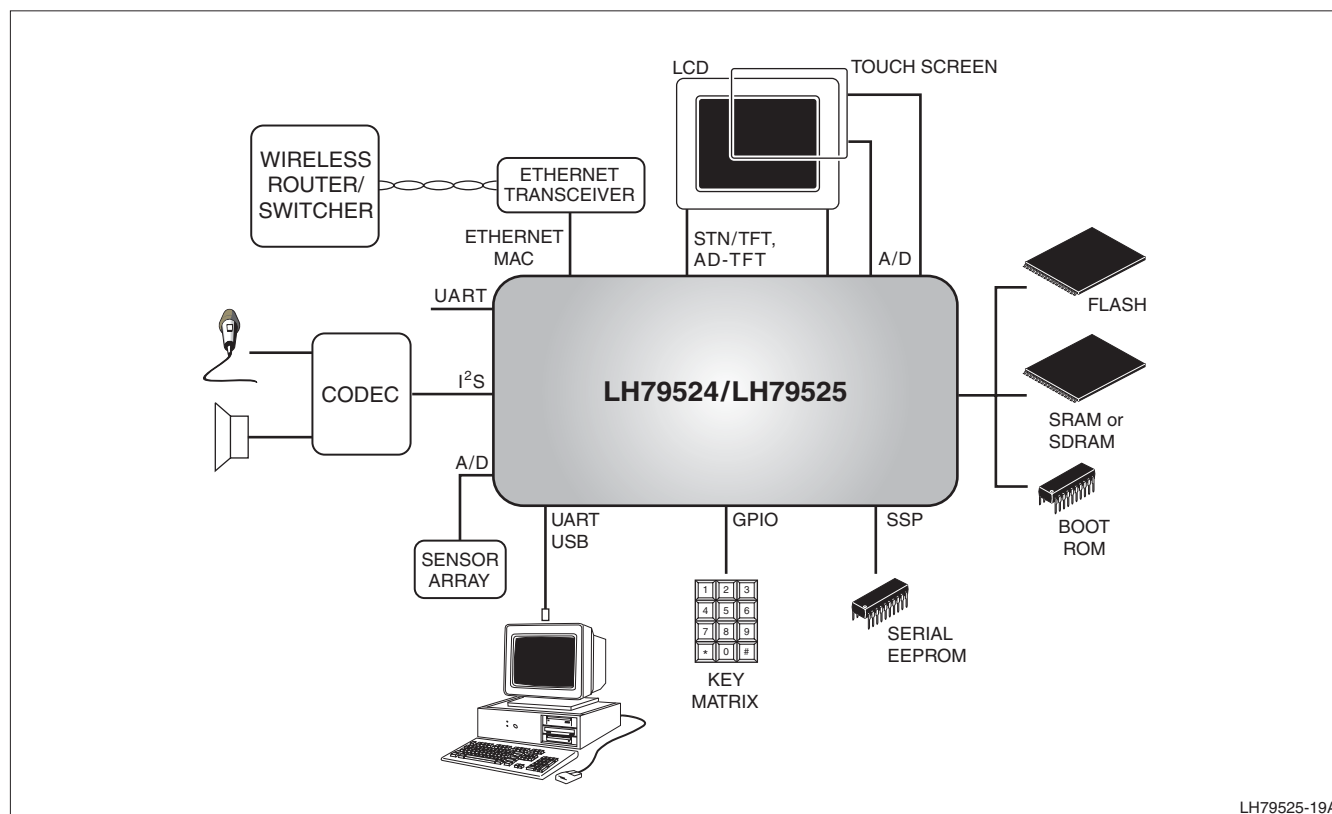 LCD
TOUCH SCREEN
WIRELESS
ROUTER/
SWITCHER
ETHERNET
TRANSCEIVER
ETHERNET
MAC
STN/TFT,
AD-TFT
A/D
UART
FLASH
CODEC
I²S
LH79524/LH79525
SRAM or
SDRAM
A/D
SENSOR
ARRAY
UART
USB
GPIO
SSP
BOOT
ROM
1 2 3
4 5 6
7 8 9
* 0 #
KEY
MATRIX
SERIAL
EEPROM
LH79525-19A